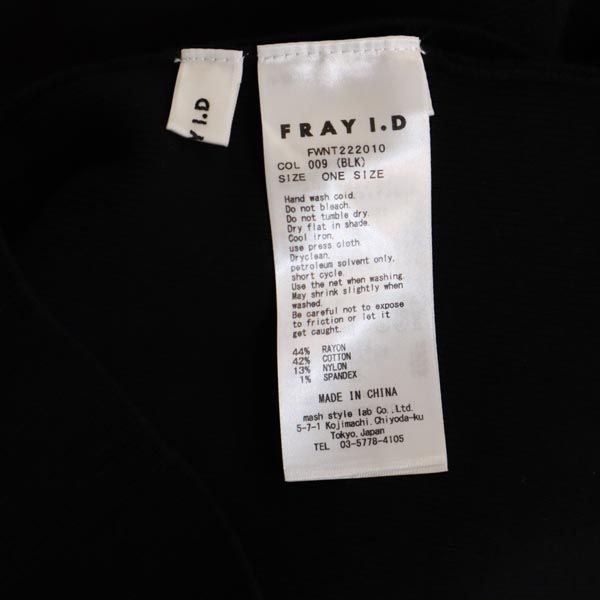 Y I.D
FRAY I.D
FWNT222010
COL 009 (BLK)
SIZE ONE SIZE
Hand wash cold.
Do not bleach.
Do not tumble dry.
Dry flat in shade.
Cool iron,
use press cloth.
Dryclean,
petroleum solvent only,
short cycle.
Use the net when washing.
May shrink slightly when
washed.
Be careful not to expose
to friction or let it
get caught.
44% RAYON
42% COTTON
13% NYLON
1% SPANDEX
MADE IN CHINA
mash style lab Co.,Ltd.
5-7-1 Kojimachi,Chiyoda-ku
Tokyo,Japan
TEL 03-5778-4105